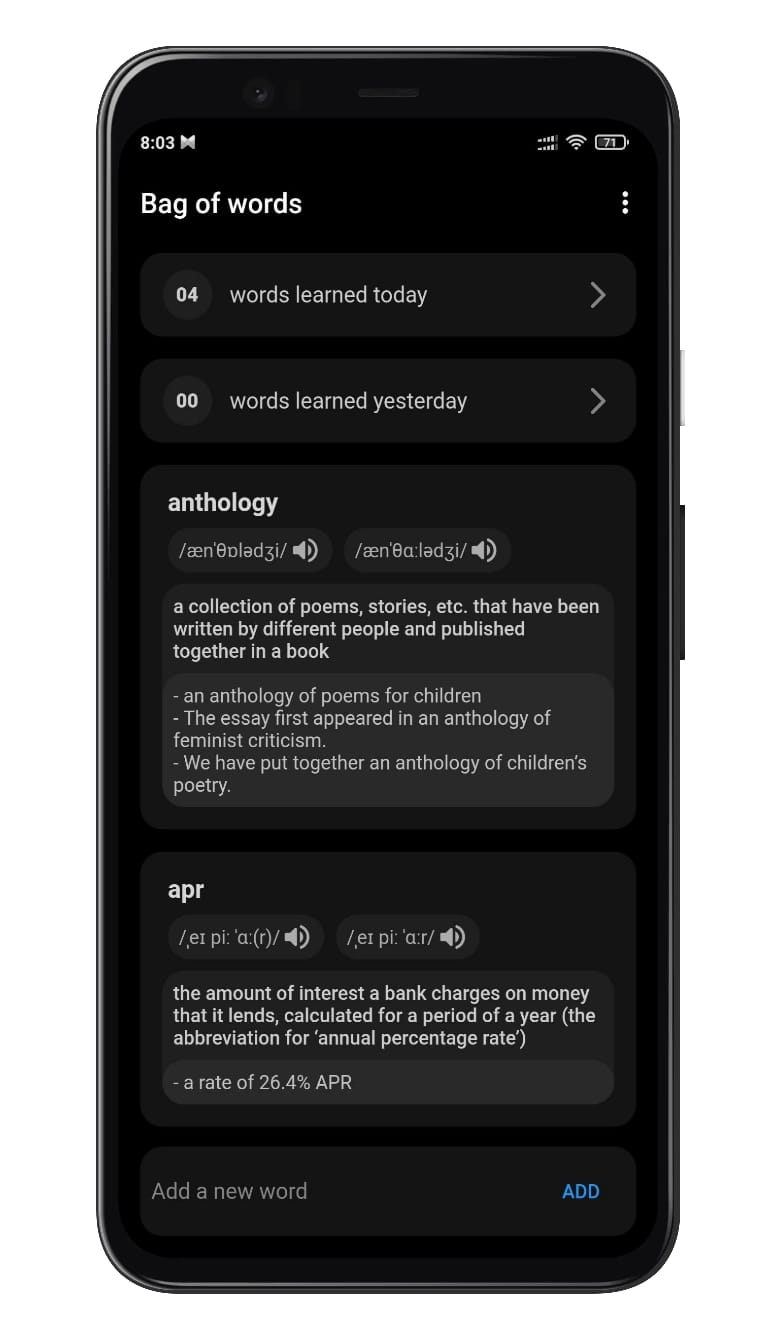 8:03
71
Bag of words
04 words learned today
00 words learned yesterday
anthology
/ænˈθɒlədʒi/ /ænˈθɑːlədʒi/
a collection of poems, stories, etc. that have been
written by different people and published
together in a book
- an anthology of poems for children
- The essay first appeared in an anthology of
feminist criticism.
- We have put together an anthology of children’s
poetry.
apr
/ˌeɪ piː ˈɑː(r)/ /ˌeɪ piː ˈɑːr/
the amount of interest a bank charges on money
that it lends, calculated for a period of a year (the
abbreviation for ‘annual percentage rate’)
- a rate of 26.4% APR
Add a new word ADD